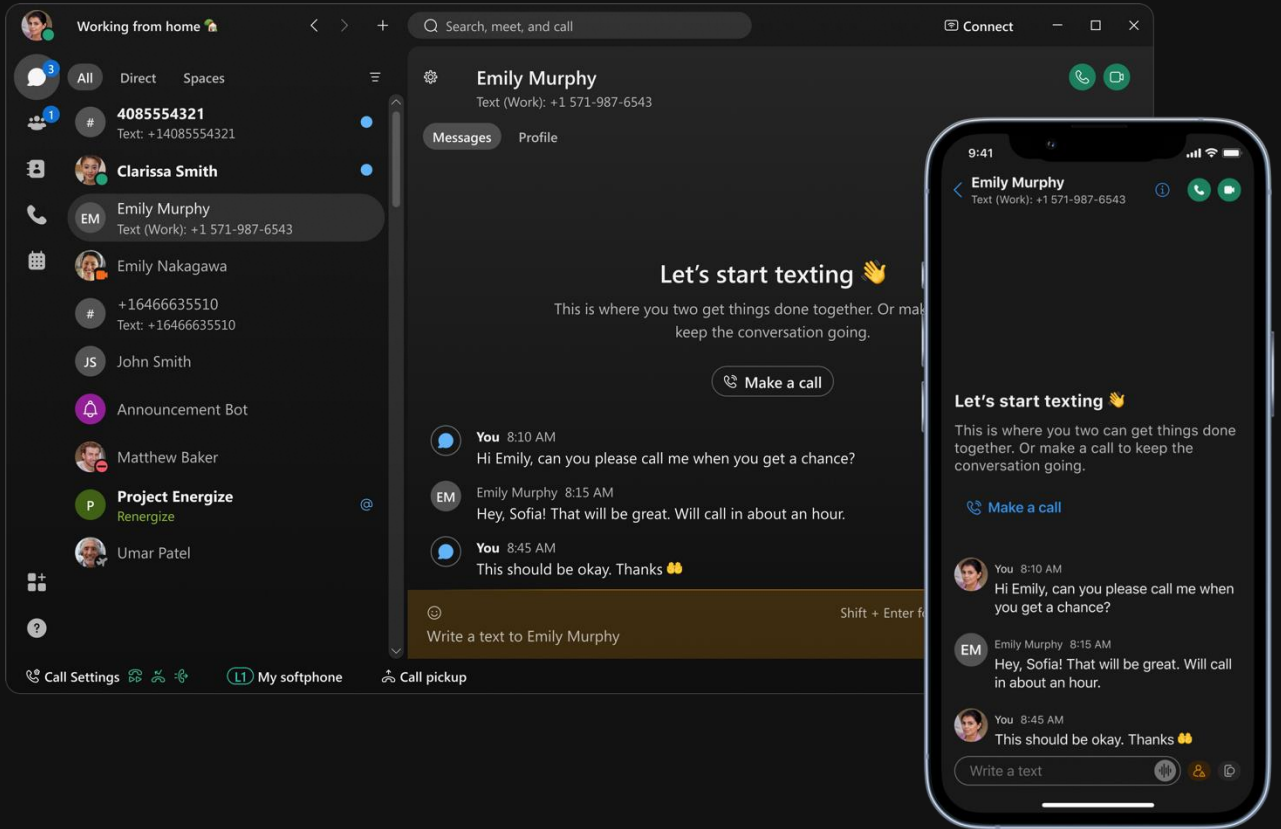 Working from home
Search, meet, and call
Connect
3
All Direct Spaces
1
#
4085554321
Text: +14085554321
Clarissa Smith
EM
Emily Murphy
Text (Work): +1 571-987-6543
Emily Nakagawa
#
+16466635510
Text: +16466635510
JS
John Smith
Announcement Bot
Matthew Baker
P
Project Energize
@
Renergize
Umar Patel
?
Call Settings
L1 My softphone
Call pickup
Emily Murphy
Text (Work): +1 571-987-6543
Messages Profile
Let's start texting 👋
This is where you two get things done together. Or mak
keep the conversation going.
Make a call
You 8:10 AM
Hi Emily, can you please call me when you get a chance?
EM
Emily Murphy 8:15 AM
Hey, Sofia! That will be great. Will call in about an hour.
You 8:45 AM
This should be okay. Thanks 🤲
Shift + Enter f
Write a text to Emily Murphy
9:41
Emily Murphy
Text (Work): +1 571-987-6543
Let's start texting 👋
This is where you two can get things done
together. Or make a call to keep the
conversation going.
Make a call
You 8:10 AM
Hi Emily, can you please call me when
you get a chance?
EM
Emily Murphy 8:15 AM
Hey, Sofia! That will be great. Will call
in about an hour.
You 8:45 AM
This should be okay. Thanks 🤲
Write a text